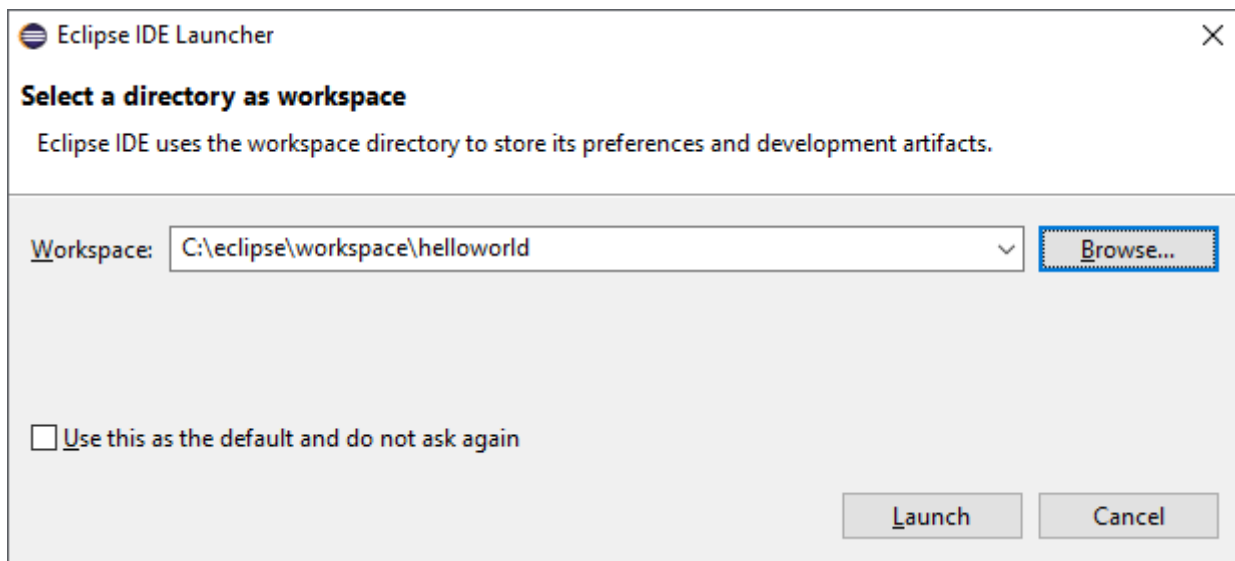 Eclipse IDE Launcher
Select a directory as workspace
Eclipse IDE uses the workspace directory to store its preferences and development artifacts.
Workspace: C:\eclipse\workspace\helloworld Browse...
Use this as the default and do not ask again
Launch Cancel